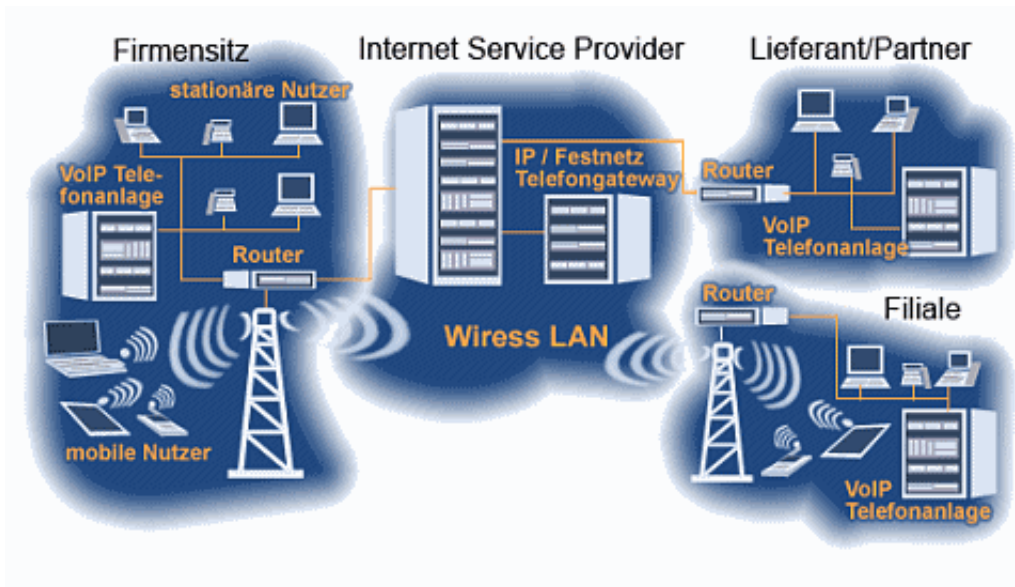 Firmensitz
Internet Service Provider
Lieferant/Partner
stationäre Nutzer
VoIP Tele-
fonanlage
Router
mobile Nutzer
IP / Festnetz
Telefongateway
Wiress LAN
Router
VoIP
Telefonanlage
Router
Filiale
VoIP
Telefonanlage